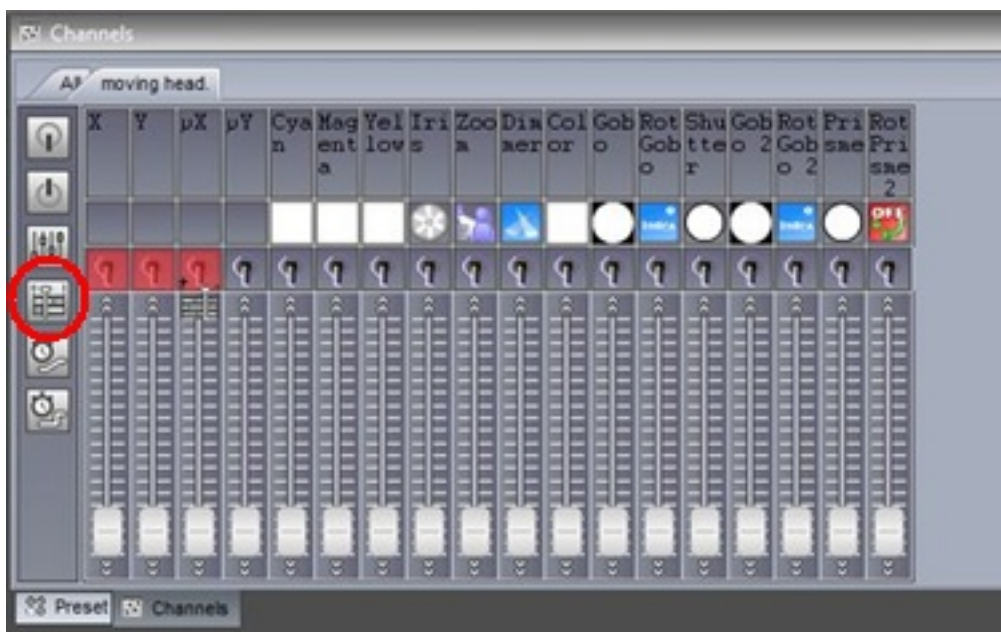 Channels
All
moving head.
X
Y
µX
µY
Cya
n
Mag
ent
a
Yel
low
Iri
s
Zoo
m
Dim
mer
Col
or
Gob
o
Rot
Gob
o
Shu
tte
r
Gob
o 2
Rot
Gob
o 2
Pri
sme
Rot
Pri
sme
2
OFF
Preset
Channels